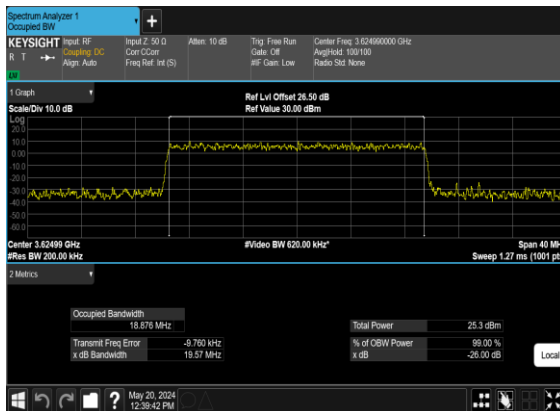 Spectrum Analyzer 1
Occupied BW
KEYSIGHT
R T
LXI
Input: RF
Coupling: DC
Align: Auto
Input Z: 50 Ω
Corr CCorr
Freq Ref: Int (S)
Atten: 10 dB
Trig: Free Run
Gate: Off
#IF Gain: Low
Center Freq: 3.624990000 GHz
Avg|Hold: 100/100
Radio Std: None
1 Graph
Scale/Div 10.0 dB
Ref Lvl Offset 26.50 dB
Ref Value 30.00 dBm
Log
20.0
10.0
0.00
-10.0
-20.0
-30.0
-40.0
-50.0
-60.0
Center 3.62499 GHz
#Res BW 200.00 kHz
#Video BW 620.00 kHz*
Span 40 MH
Sweep 1.27 ms (1001 pts
2 Metrics
Occupied Bandwidth
18.876 MHz
Transmit Freq Error -9.760 kHz
x dB Bandwidth 19.57 MHz
Total Power 25.3 dBm
% of OBW Power 99.00 %
x dB -26.00 dB
Local
?
May 20, 2024
12:39:42 PM